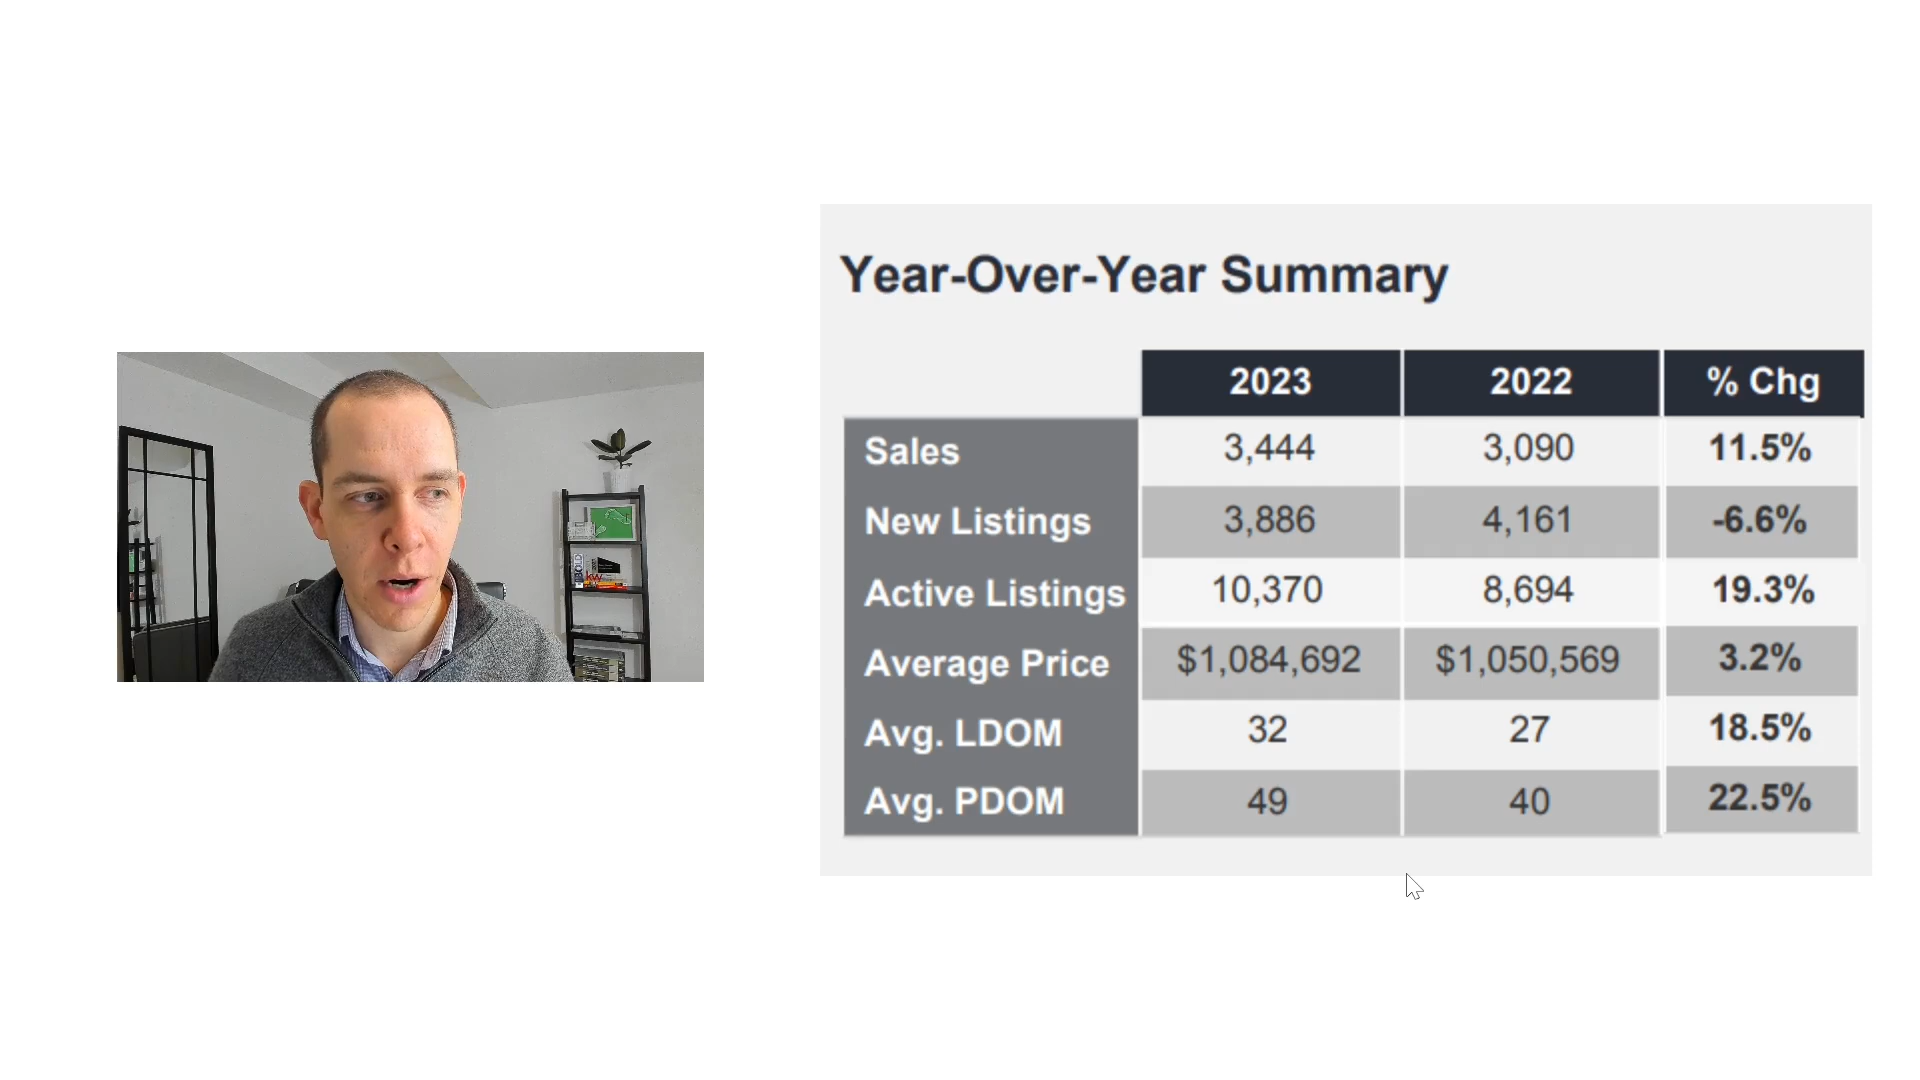 Year-Over-Year Summary
2023 2022 % Chg
Sales 3,444 3,090 11.5%
New Listings 3,886 4,161 -6.6%
Active Listings 10,370 8,694 19.3%
Average Price $1,084,692 $1,050,569 3.2%
Avg. LDOM 32 27 18.5%
Avg. PDOM 49 40 22.5%
kw